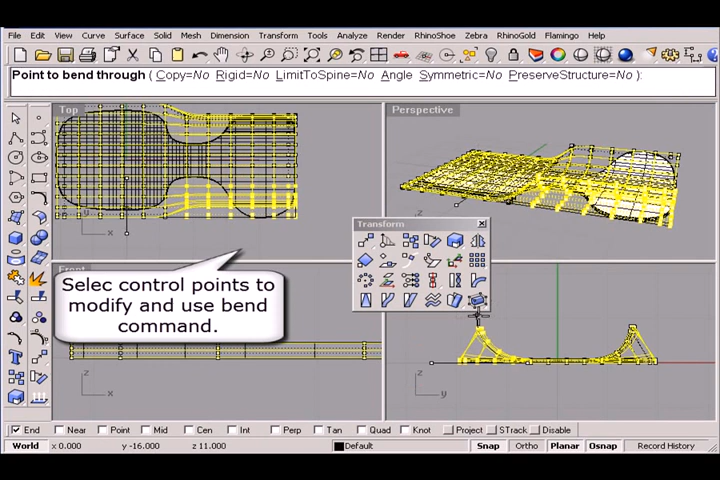 File Edit View Curve Surface Solid Mesh Dimension Transform Tools Analyze Render RhinoShoe Zebra RhinoGold Flamingo Help
Point to bend through ( Copy=No Rigid=No LimitToSpine=No Angle Symmetric=No PreserveStructure=No ):
Top
Perspective
Transform
y
x
z
Front
Selec control points to
modify and use bend
command.
z
x
z
y
End Near Point Mid Cen Int Perp Tan Quad Knot Project STrack Disable
World x 0.000 y -16.000 z 11.000 Default Snap Ortho Planar Osnap Record History